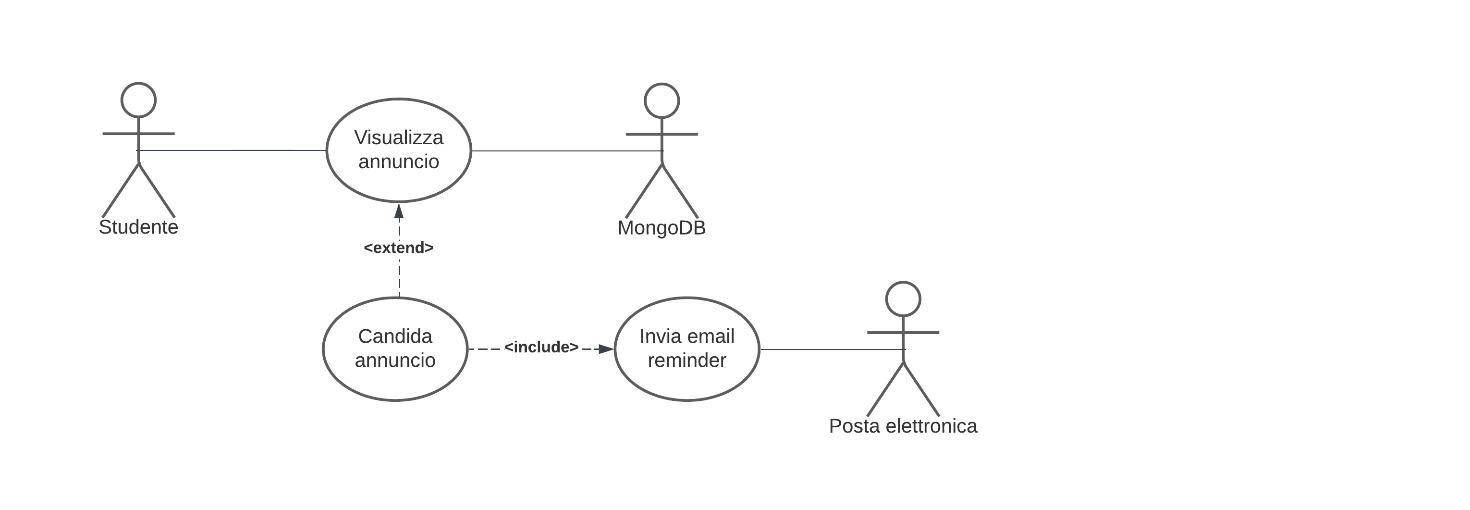 Visualizza
annuncio
Studente
MongoDB
<extend>
Candida
annuncio
<include>
Invia email
reminder
Posta elettronica